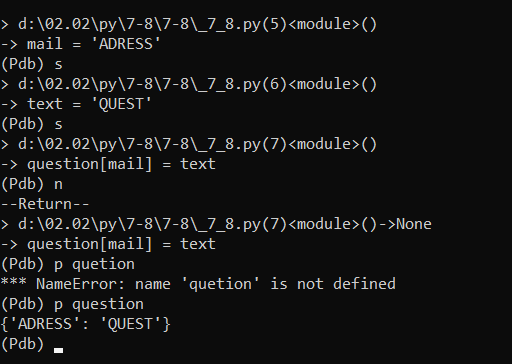 > d:\02.02\py\7-8\7-8\_7_8.py(5)<module>()
-> mail = 'ADRESS'
(Pdb) s
> d:\02.02\py\7-8\7-8\_7_8.py(6)<module>()
-> text = 'QUEST'
(Pdb) s
> d:\02.02\py\7-8\7-8\_7_8.py(7)<module>()
-> question[mail] = text
(Pdb) n
--Return--
> d:\02.02\py\7-8\7-8\_7_8.py(7)<module>()->None
-> question[mail] = text
(Pdb) p quetion
*** NameError: name 'quetion' is not defined
(Pdb) p question
{'ADRESS': 'QUEST'}
(Pdb)